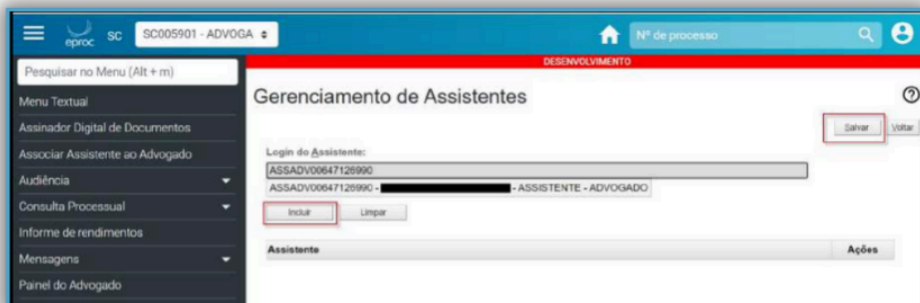 eproc SC SC005901 - ADVOGA Nº de processo
DESENVOLVIMENTO
Pesquisar no Menu (Alt + m)
Menu Textual
Assinador Digital de Documentos
Associar Assistente ao Advogado
Audiência
Consulta Processual
Informe de rendimentos
Mensagens
Painel do Advogado
Gerenciamento de Assistentes
Salvar Voltar
Login do Assistente:
ASSADV00647126990
ASSADV00647126990 - - ASSISTENTE - ADVOGADO
Incluir Limpar
Assistente Ações